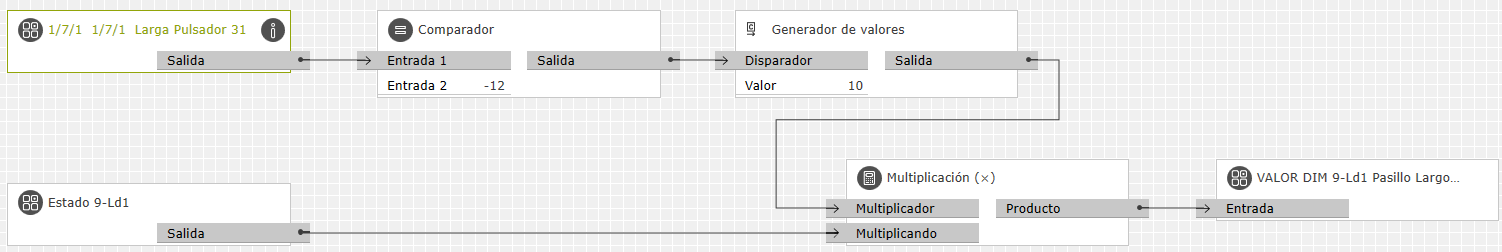 1/7/1 1/7/1 Larga Pulsador 31
Salida
Comparador
Entrada 1 Salida
Entrada 2 -12
Generador de valores
Disparador Salida
Valor 10
Estado 9-Ld1
Salida
Multiplicación (×)
Multiplicador Producto
Multiplicando
VALOR DIM 9-Ld1 Pasillo Largo...
Entrada